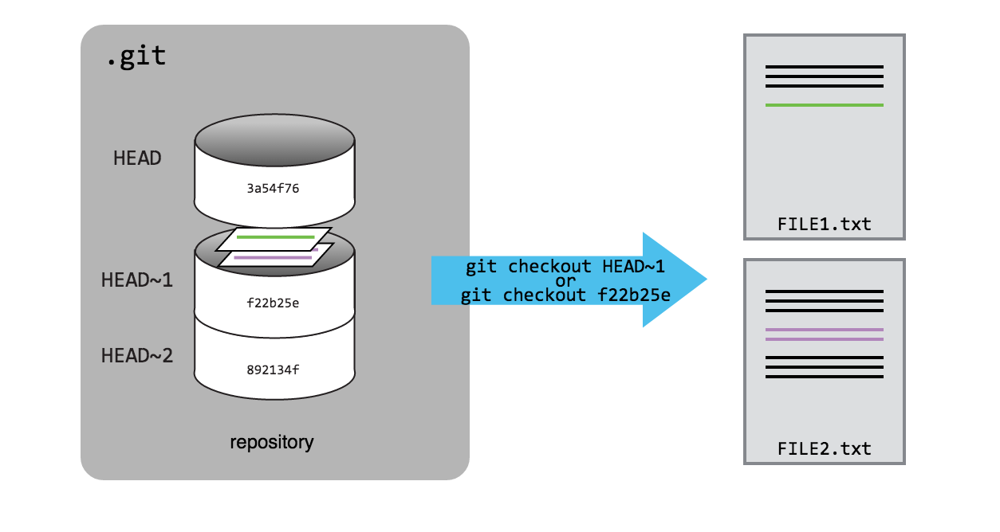 .git
HEAD
3a54f76
HEAD~1
f22b25e
HEAD~2
892134f
repository
git checkout HEAD~1
or
git checkout f22b25e
FILE1.txt
FILE2.txt